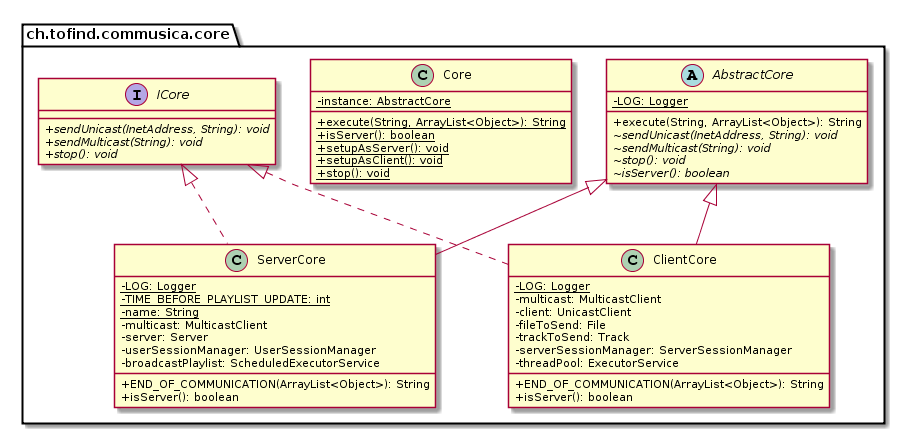 ch.tofind.commusica.core
I ICore
+sendUnicast(InetAddress, String): void
+sendMulticast(String): void
+stop(): void
C Core
-instance: AbstractCore
+execute(String, ArrayList<Object>): String
+isServer(): boolean
+setupAsServer(): void
+setupAsClient(): void
+stop(): void
A AbstractCore
-LOG: Logger
+execute(String, ArrayList<Object>): String
~sendUnicast(InetAddress, String): void
~sendMulticast(String): void
~stop(): void
~isServer(): boolean
C ServerCore
-LOG: Logger
-TIME_BEFORE_PLAYLIST_UPDATE: int
-name: String
-multicast: MulticastClient
-server: Server
-userSessionManager: UserSessionManager
-broadcastPlaylist: ScheduledExecutorService
+END_OF_COMMUNICATION(ArrayList<Object>): String
+isServer(): boolean
C ClientCore
-LOG: Logger
-multicast: MulticastClient
-client: UnicastClient
-fileToSend: File
-trackToSend: Track
-serverSessionManager: ServerSessionManager
-threadPool: ExecutorService
+END_OF_COMMUNICATION(ArrayList<Object>): String
+isServer(): boolean